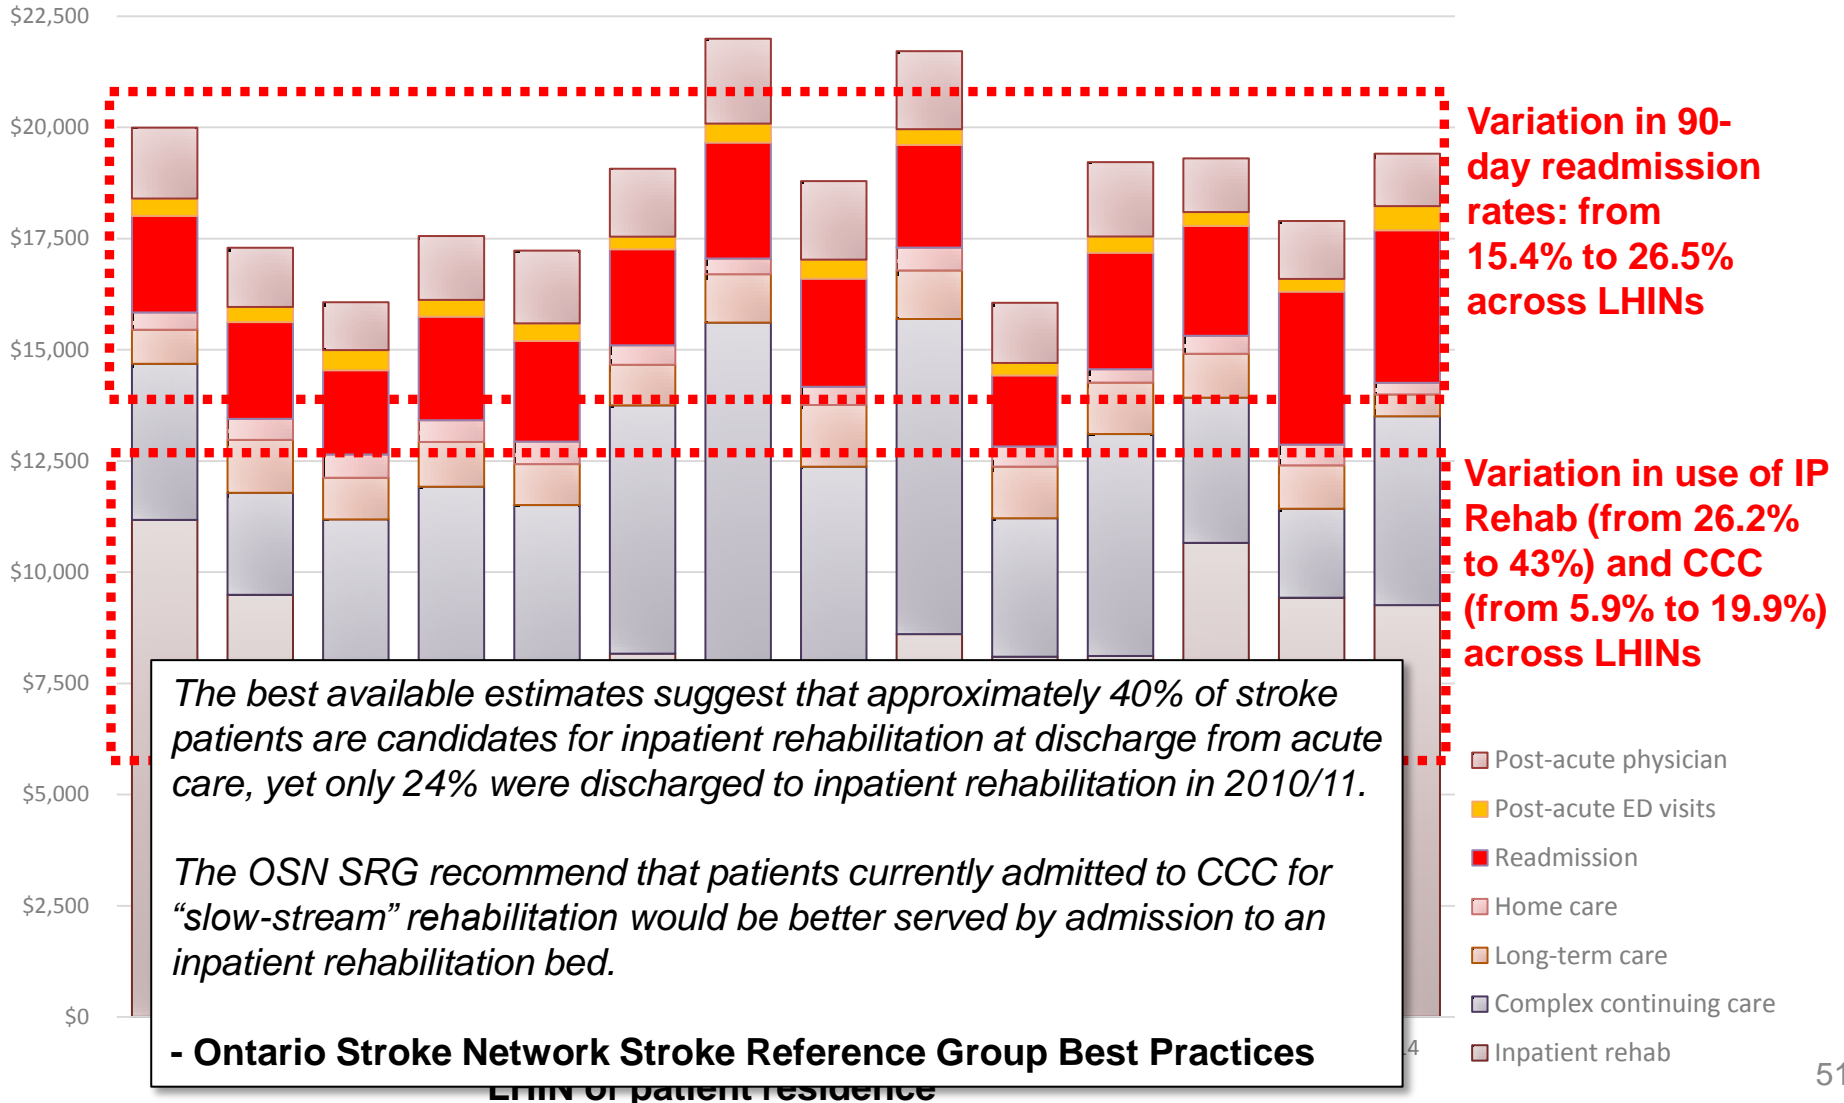 $22,500
$20,000
$17,500
$15,000
$12,500
$10,000
$7,500
$5,000
$2,500
$0
Variation in 90-
day readmission
rates: from
15.4% to 26.5%
across LHINs
Variation in use of IP
Rehab (from 26.2%
to 43%) and CCC
(from 5.9% to 19.9%)
across LHINs
The best available estimates suggest that approximately 40% of stroke
patients are candidates for inpatient rehabilitation at discharge from acute
care, yet only 24% were discharged to inpatient rehabilitation in 2010/11.
The OSN SRG recommend that patients currently admitted to CCC for
“slow-stream” rehabilitation would be better served by admission to an
inpatient rehabilitation bed.
- Ontario Stroke Network Stroke Reference Group Best Practices
14
LHIN of patient residence
Post-acute physician
Post-acute ED visits
Readmission
Home care
Long-term care
Complex continuing care
Inpatient rehab
51